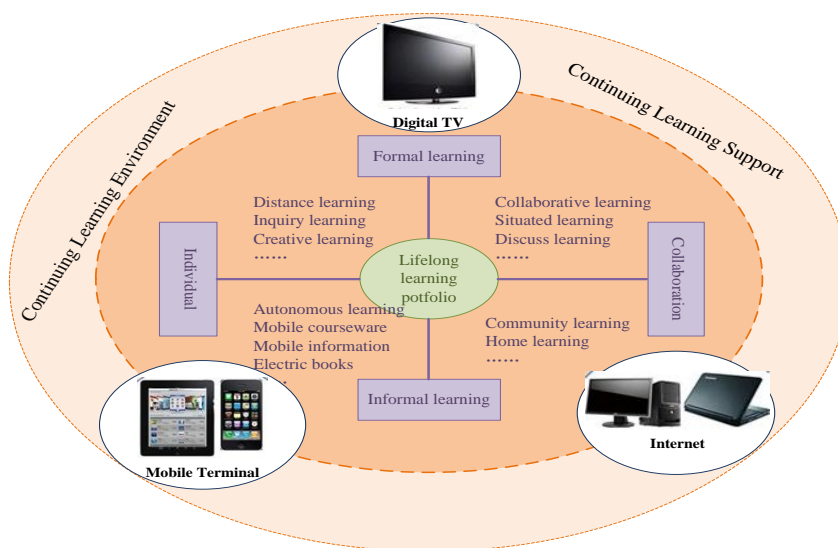 Digital TV
Continuing Learning Environment
Continuing Learning Support
Formal learning
Distance learning
Inquiry learning
Creative learning
……
Collaborative learning
Situated learning
Discuss learning
……
Individual
Lifelong
learning
potfolio
Collaboration
Autonomous learning
Mobile courseware
Mobile information
Electric books
…
Community learning
Home learning
……
Informal learning
Mobile Terminal
Internet